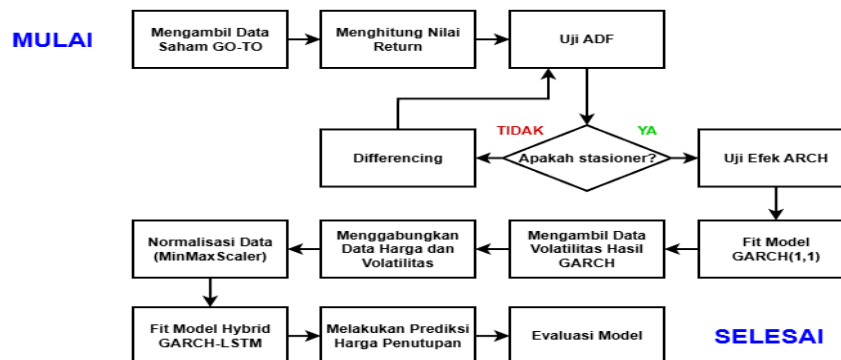 MULAI
Mengambil Data
Saham GO-TO
Menghitung Nilai
Return
Uji ADF
TIDAK
YA
Differencing
Apakah stasioner?
Uji Efek ARCH
Normalisasi Data
(MinMaxScaler)
Menggabungkan
Data Harga dan
Volatilitas
Mengambil Data
Volatilitas Hasil
GARCH
Fit Model
GARCH(1,1)
Fit Model Hybrid
GARCH-LSTM
Melakukan Prediksi
Harga Penutupan
Evaluasi Model
SELESAI